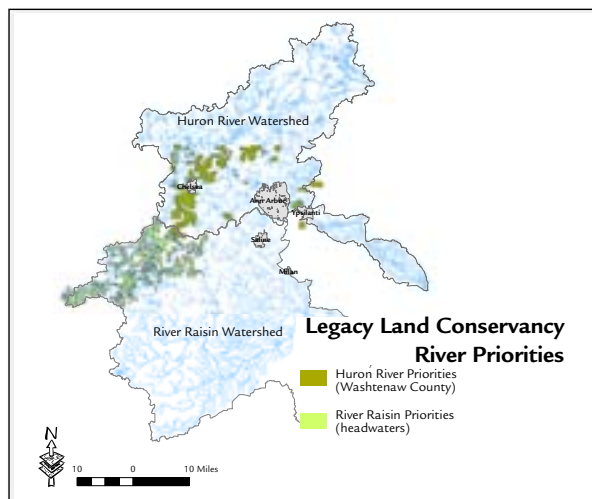 Huron River Watershed
Chelsea
Ann Arbor
Ypsilanti
Saline
Milan
River Raisin Watershed
Legacy Land Conservancy
River Priorities
Huron River Priorities
(Washtenaw County)
River Raisin Priorities
(headwaters)
N
10 0 10 Miles